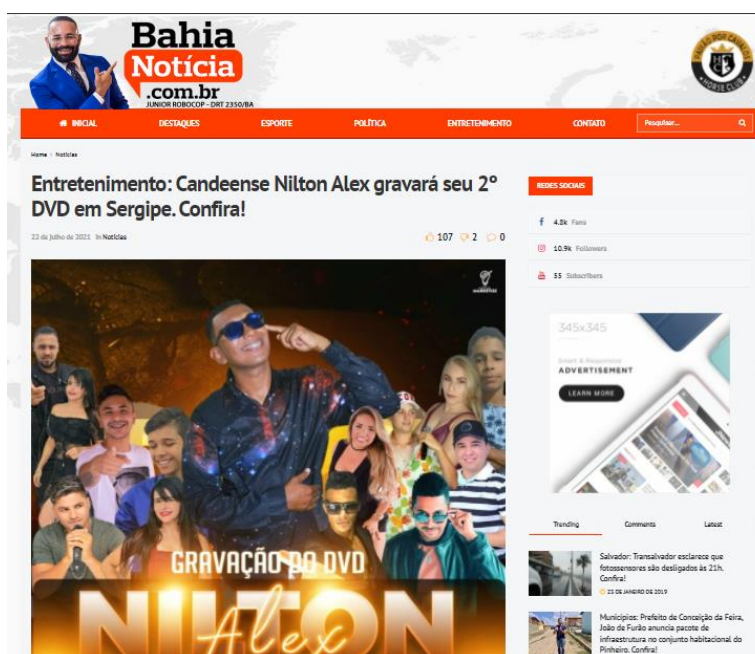 Bahia
Notícia
.com.br
JUNIOR ROBOCOP - DRT 2350/BA
INICIAL
DESTAQUES
ESPORTE
POLÍTICA
ENTRETENIMENTO
CONTATO
Pesquisar...
Home
Notícias
Entretenimento: Candeense Nilton Alex gravará seu 2º
DVD em Sergipe. Confira!
22 de julho de 2021 in Notícias
107 2 0
REDES SOCIAIS
4.8k Fans
10.9k Followers
55 Subscribers
345x345
Smart & Responsive
ADVERTISEMENT
LEARN MORE
GRAVAÇÃO DO DVD
NILTON
Alex
Trending
Comments
Latest
Salvador: Transalvador esclarece que
fotossensores são desligados às 21h.
Confira!
23 DE JANEIRO DE 2019
Municípios: Prefeito de Conceição da Feira,
João de Furão anuncia pacote de
infraestrutura no conjunto habitacional do
Pinheiro. Confira!